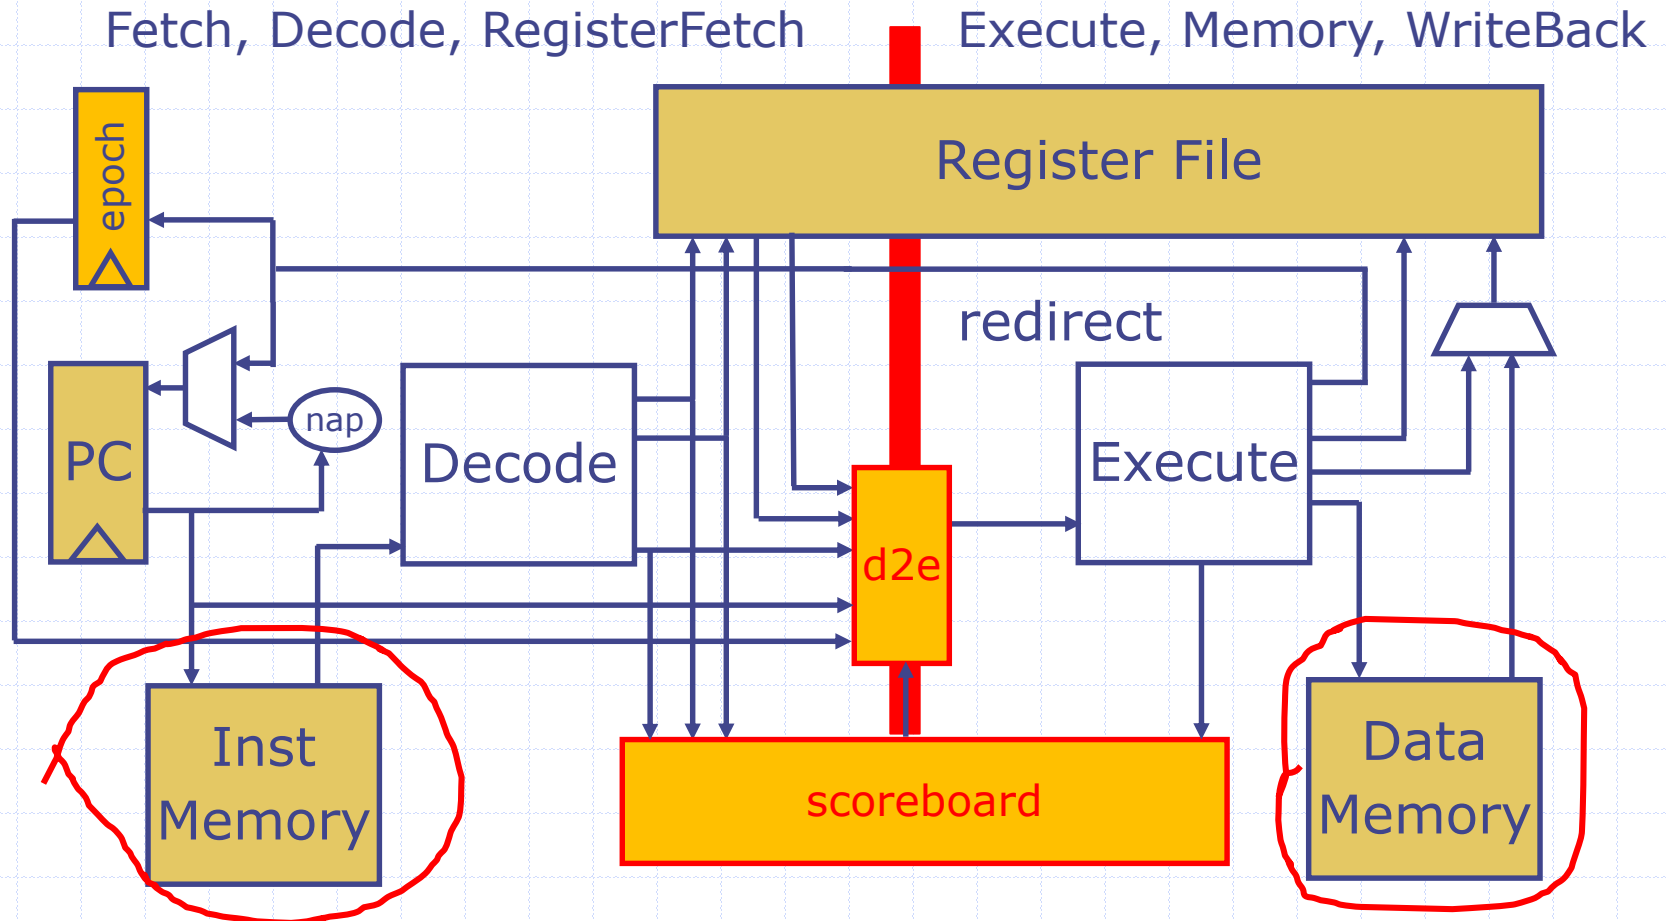 Fetch, Decode, RegisterFetch
Execute, Memory, WriteBack
epoch
Register File
redirect
PC
nap
Decode
Execute
d2e
Inst
Memory
scoreboard
Data
Memory